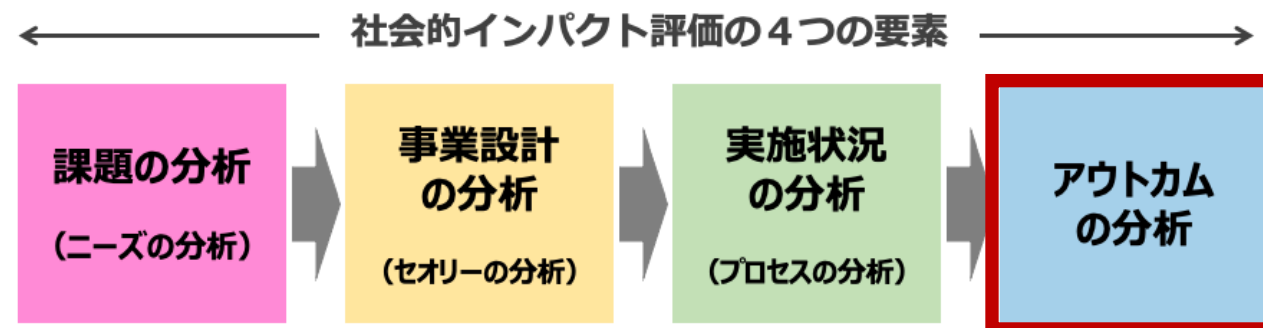 社会的インパクト評価の４つの要素
課題の分析
（ニーズの分析）
事業設計
の分析
（セオリーの分析）
実施状況
の分析
（プロセスの分析）
アウトカム
の分析